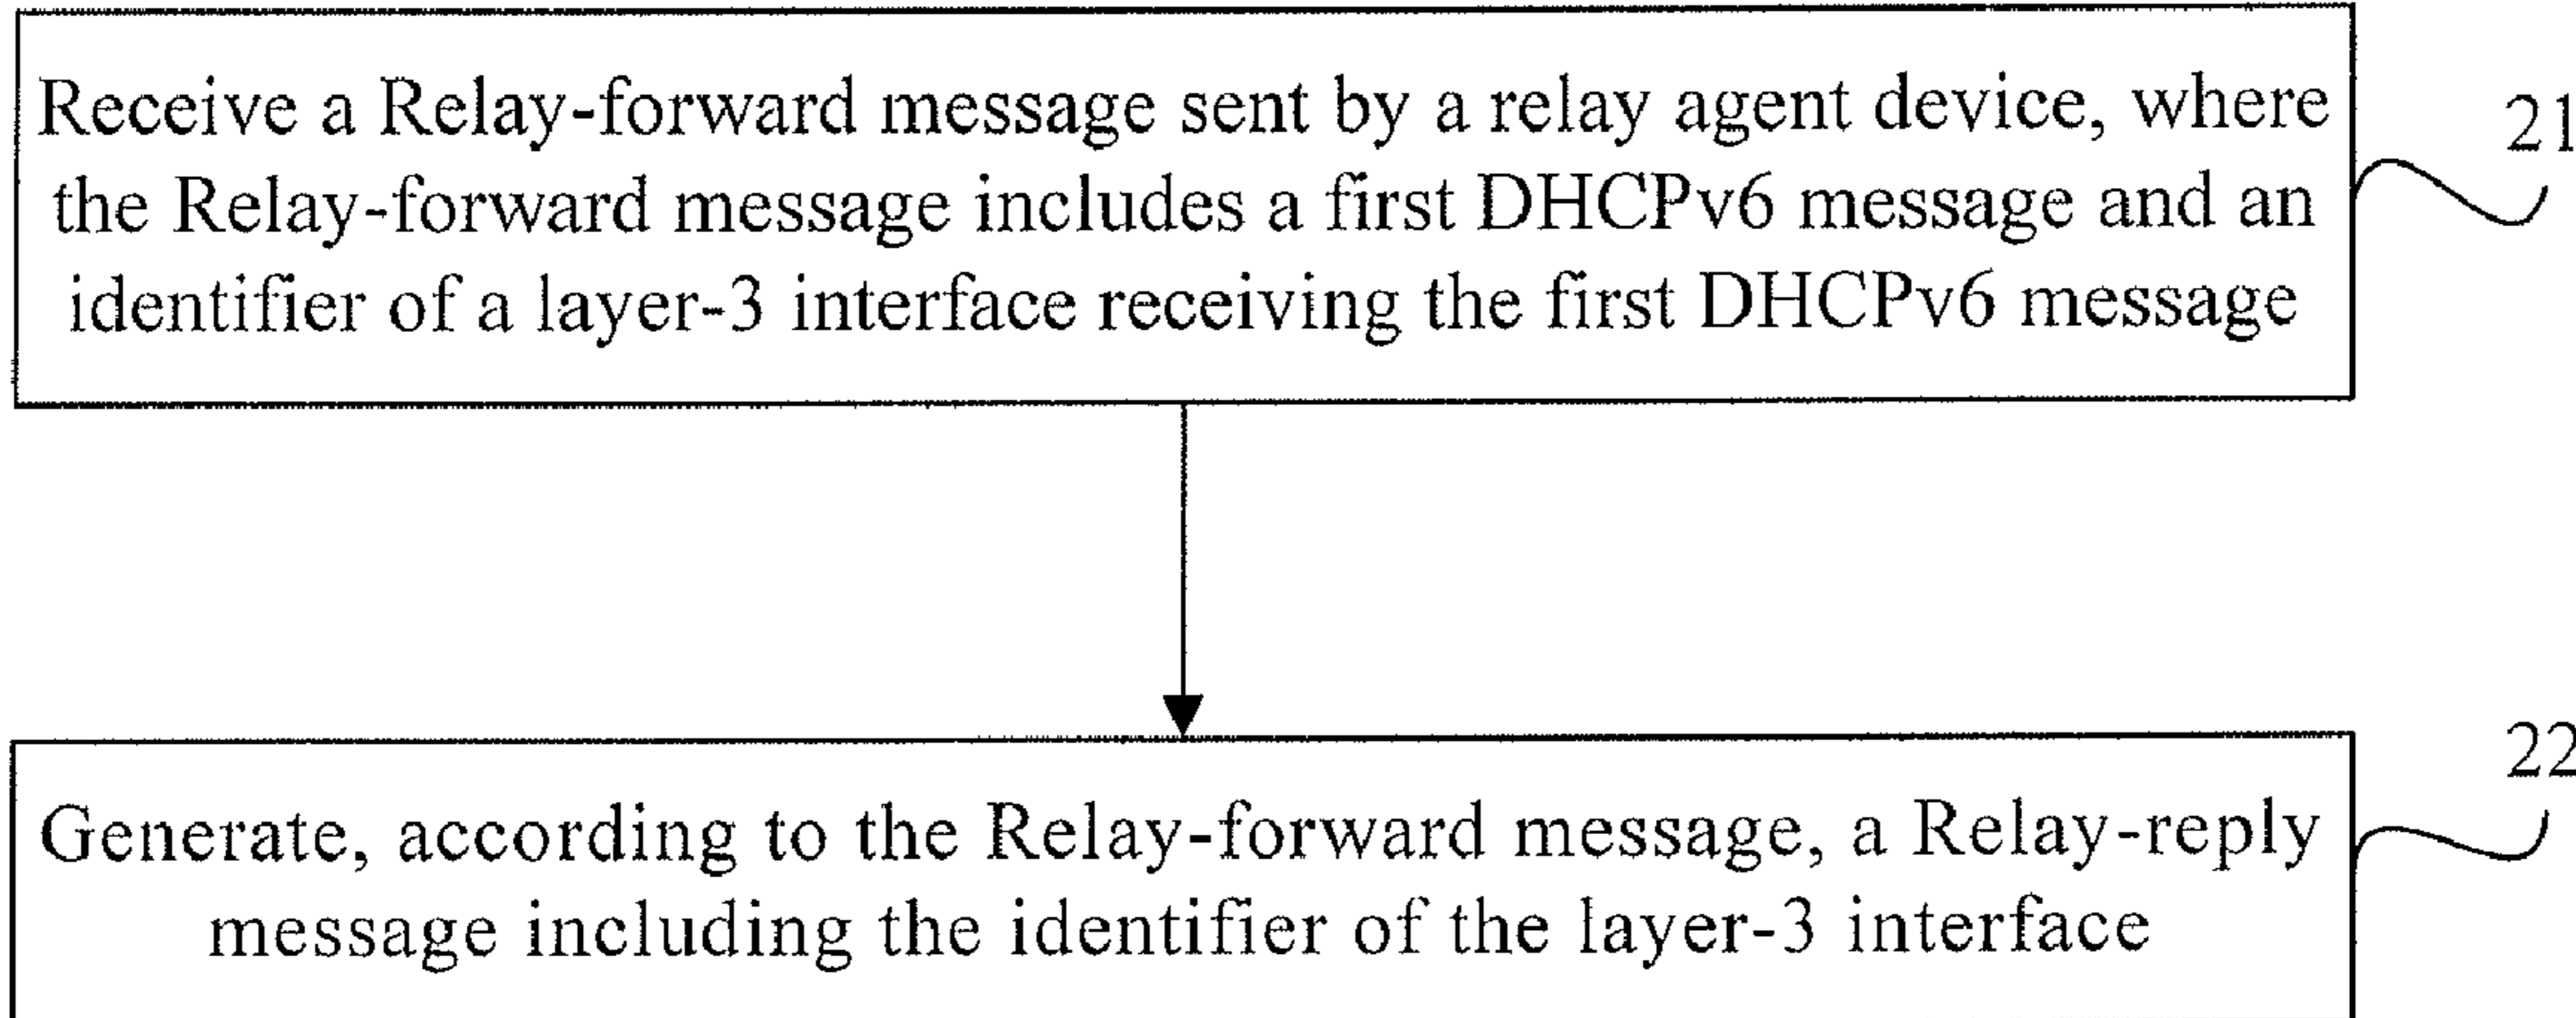 Receive a Relay-forward message sent by a relay agent device, where
the Relay-forward message includes a first DHCPv6 message and an
identifier of a layer-3 interface receiving the first DHCPv6 message
21
Generate, according to the Relay-forward message, a Relay-reply
message including the identifier of the layer-3 interface
22